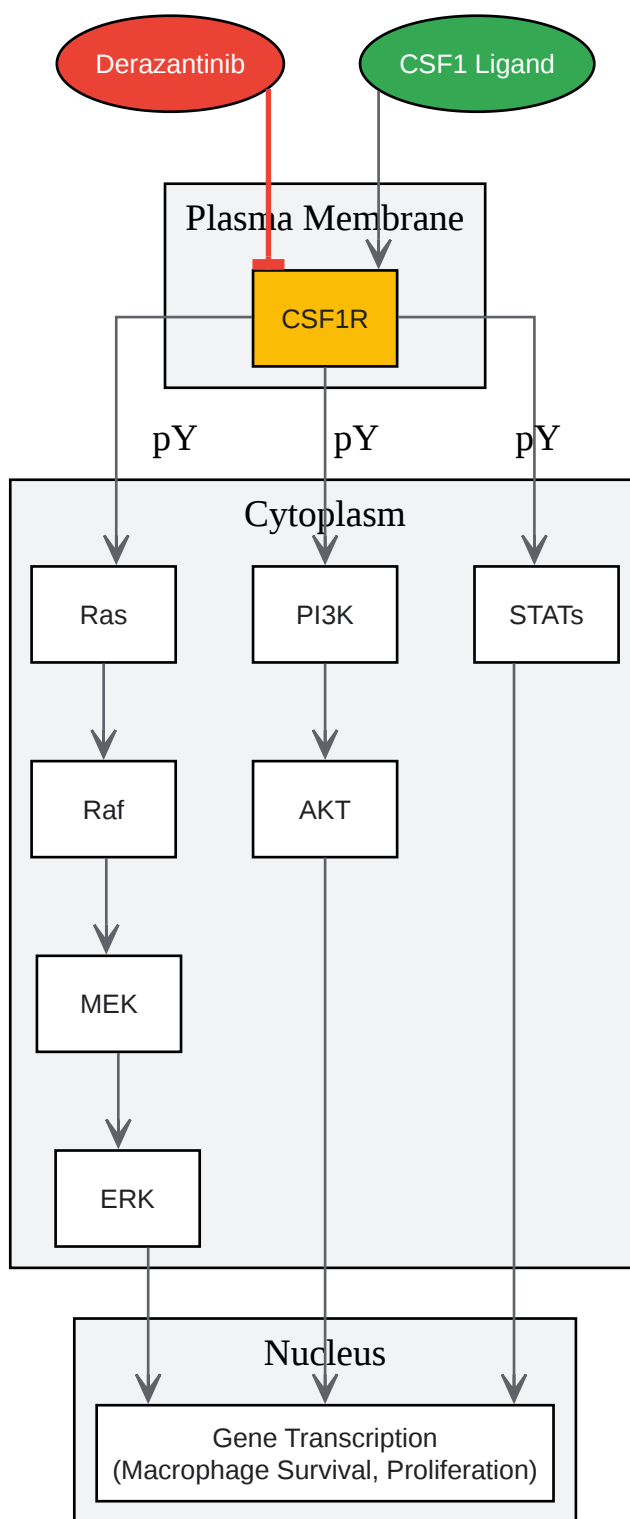 Derazantinib
CSF1 Ligand
Plasma Membrane
CSF1R
pY
pY
pY
Cytoplasm
Ras
PI3K
STATs
Raf
AKT
MEK
ERK
Nucleus
Gene Transcription
(Macrophage Survival, Proliferation)